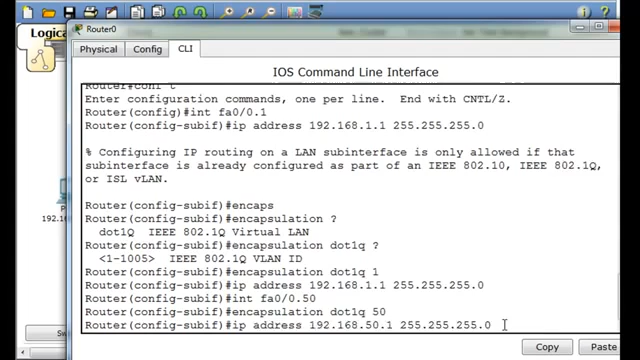 Logical
Router0
Physical
Config
CLI
IOS Command Line Interface
Router#conf t
Enter configuration commands, one per line.  End with CNTL/Z.
Router(config)#int fa0/0.1
Router(config-subif)#ip address 192.168.1.1 255.255.255.0
% Configuring IP routing on a LAN subinterface is only allowed if that
subinterface is already configured as part of an IEEE 802.10, IEEE 802.1Q,
or ISL vLAN.
Router(config-subif)#encaps
Router(config-subif)#encapsulation ?
dot1Q  IEEE 802.1Q Virtual LAN
Router(config-subif)#encapsulation dot1q ?
<1-1005>  IEEE 802.1Q VLAN ID
Router(config-subif)#encapsulation dot1q 1
Router(config-subif)#ip address 192.168.1.1 255.255.255.0
Router(config-subif)#int fa0/0.50
Router(config-subif)#encapsulation dot1q 50
Router(config-subif)#ip address 192.168.50.1 255.255.255.0
Copy
Paste